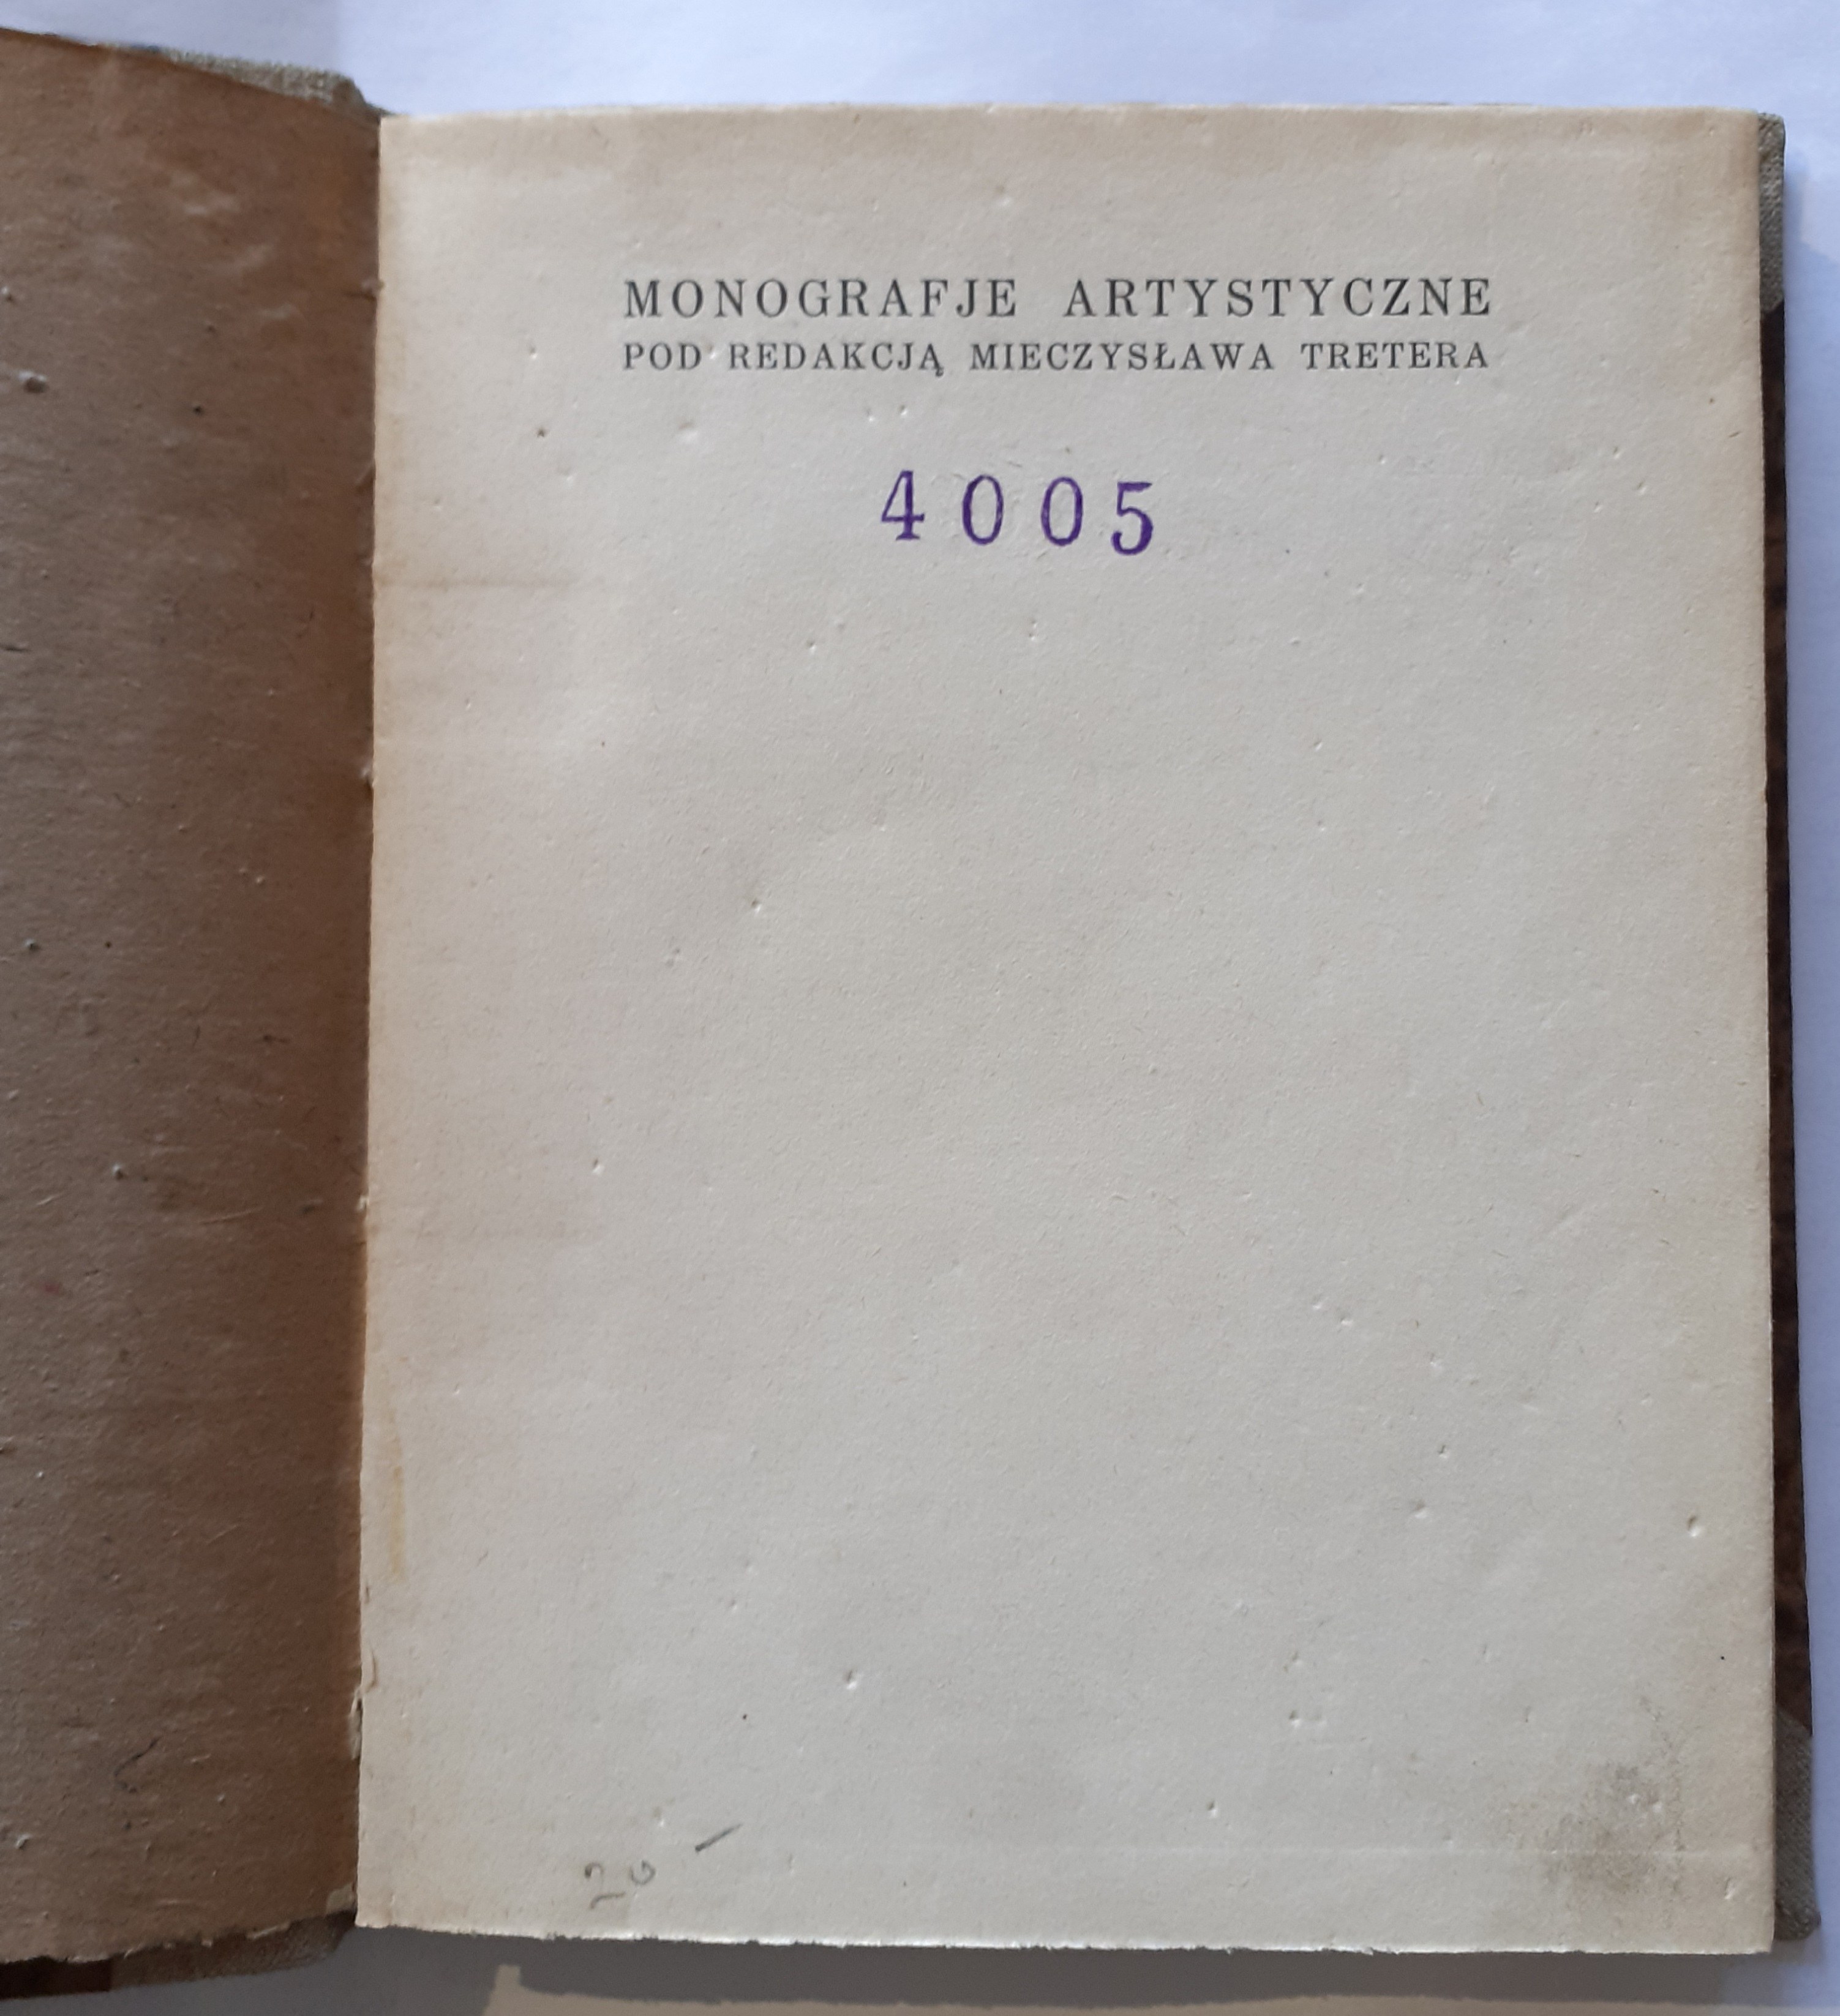 MONOGRAFJE ARTYSTYCZNE
POD REDAKCJĄ MIECZYSŁAWA TRETERA
4005